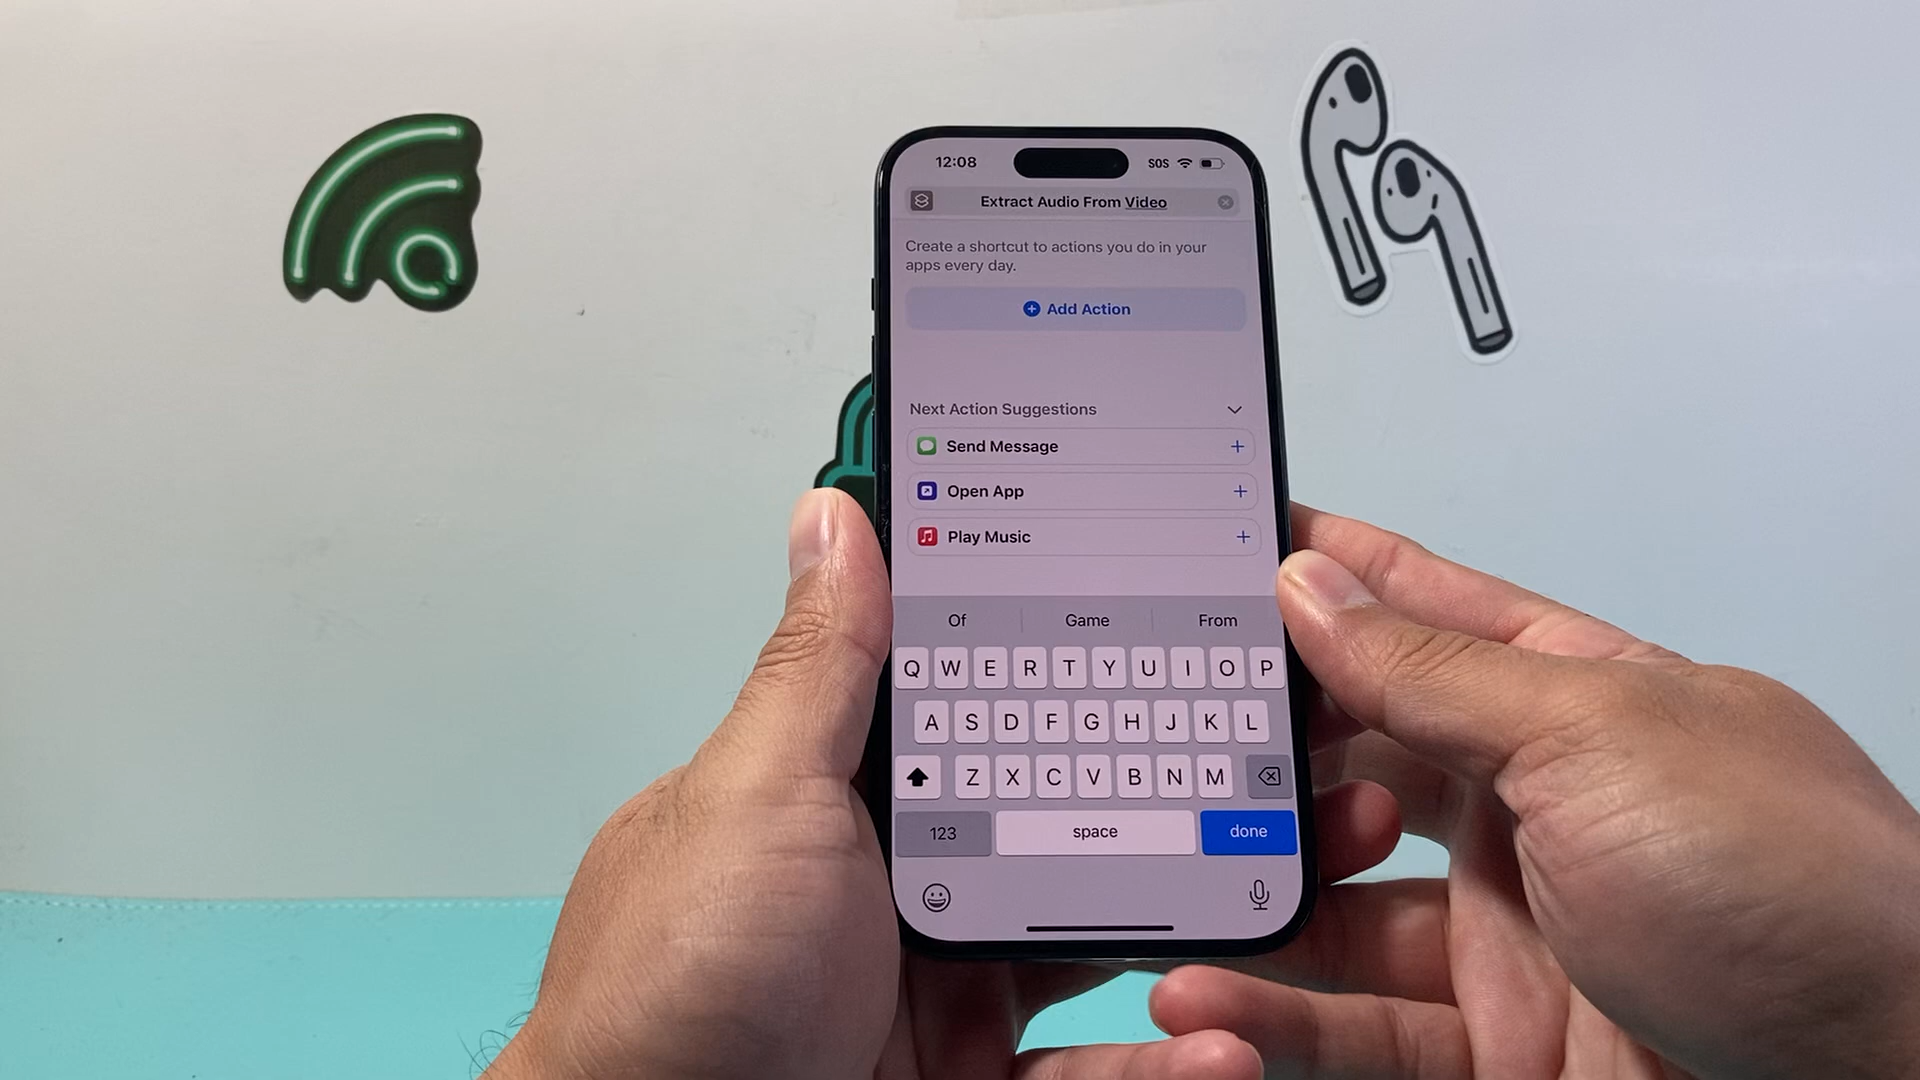 12:08
SOS
Extract Audio From Video
Create a shortcut to actions you do in your
apps every day.
Add Action
Next Action Suggestions
Send Message
Open App
Play Music
Of Game From
Q W E R T Y U I O P
A S D F G H J K L
Z X C V B N M
123 space done